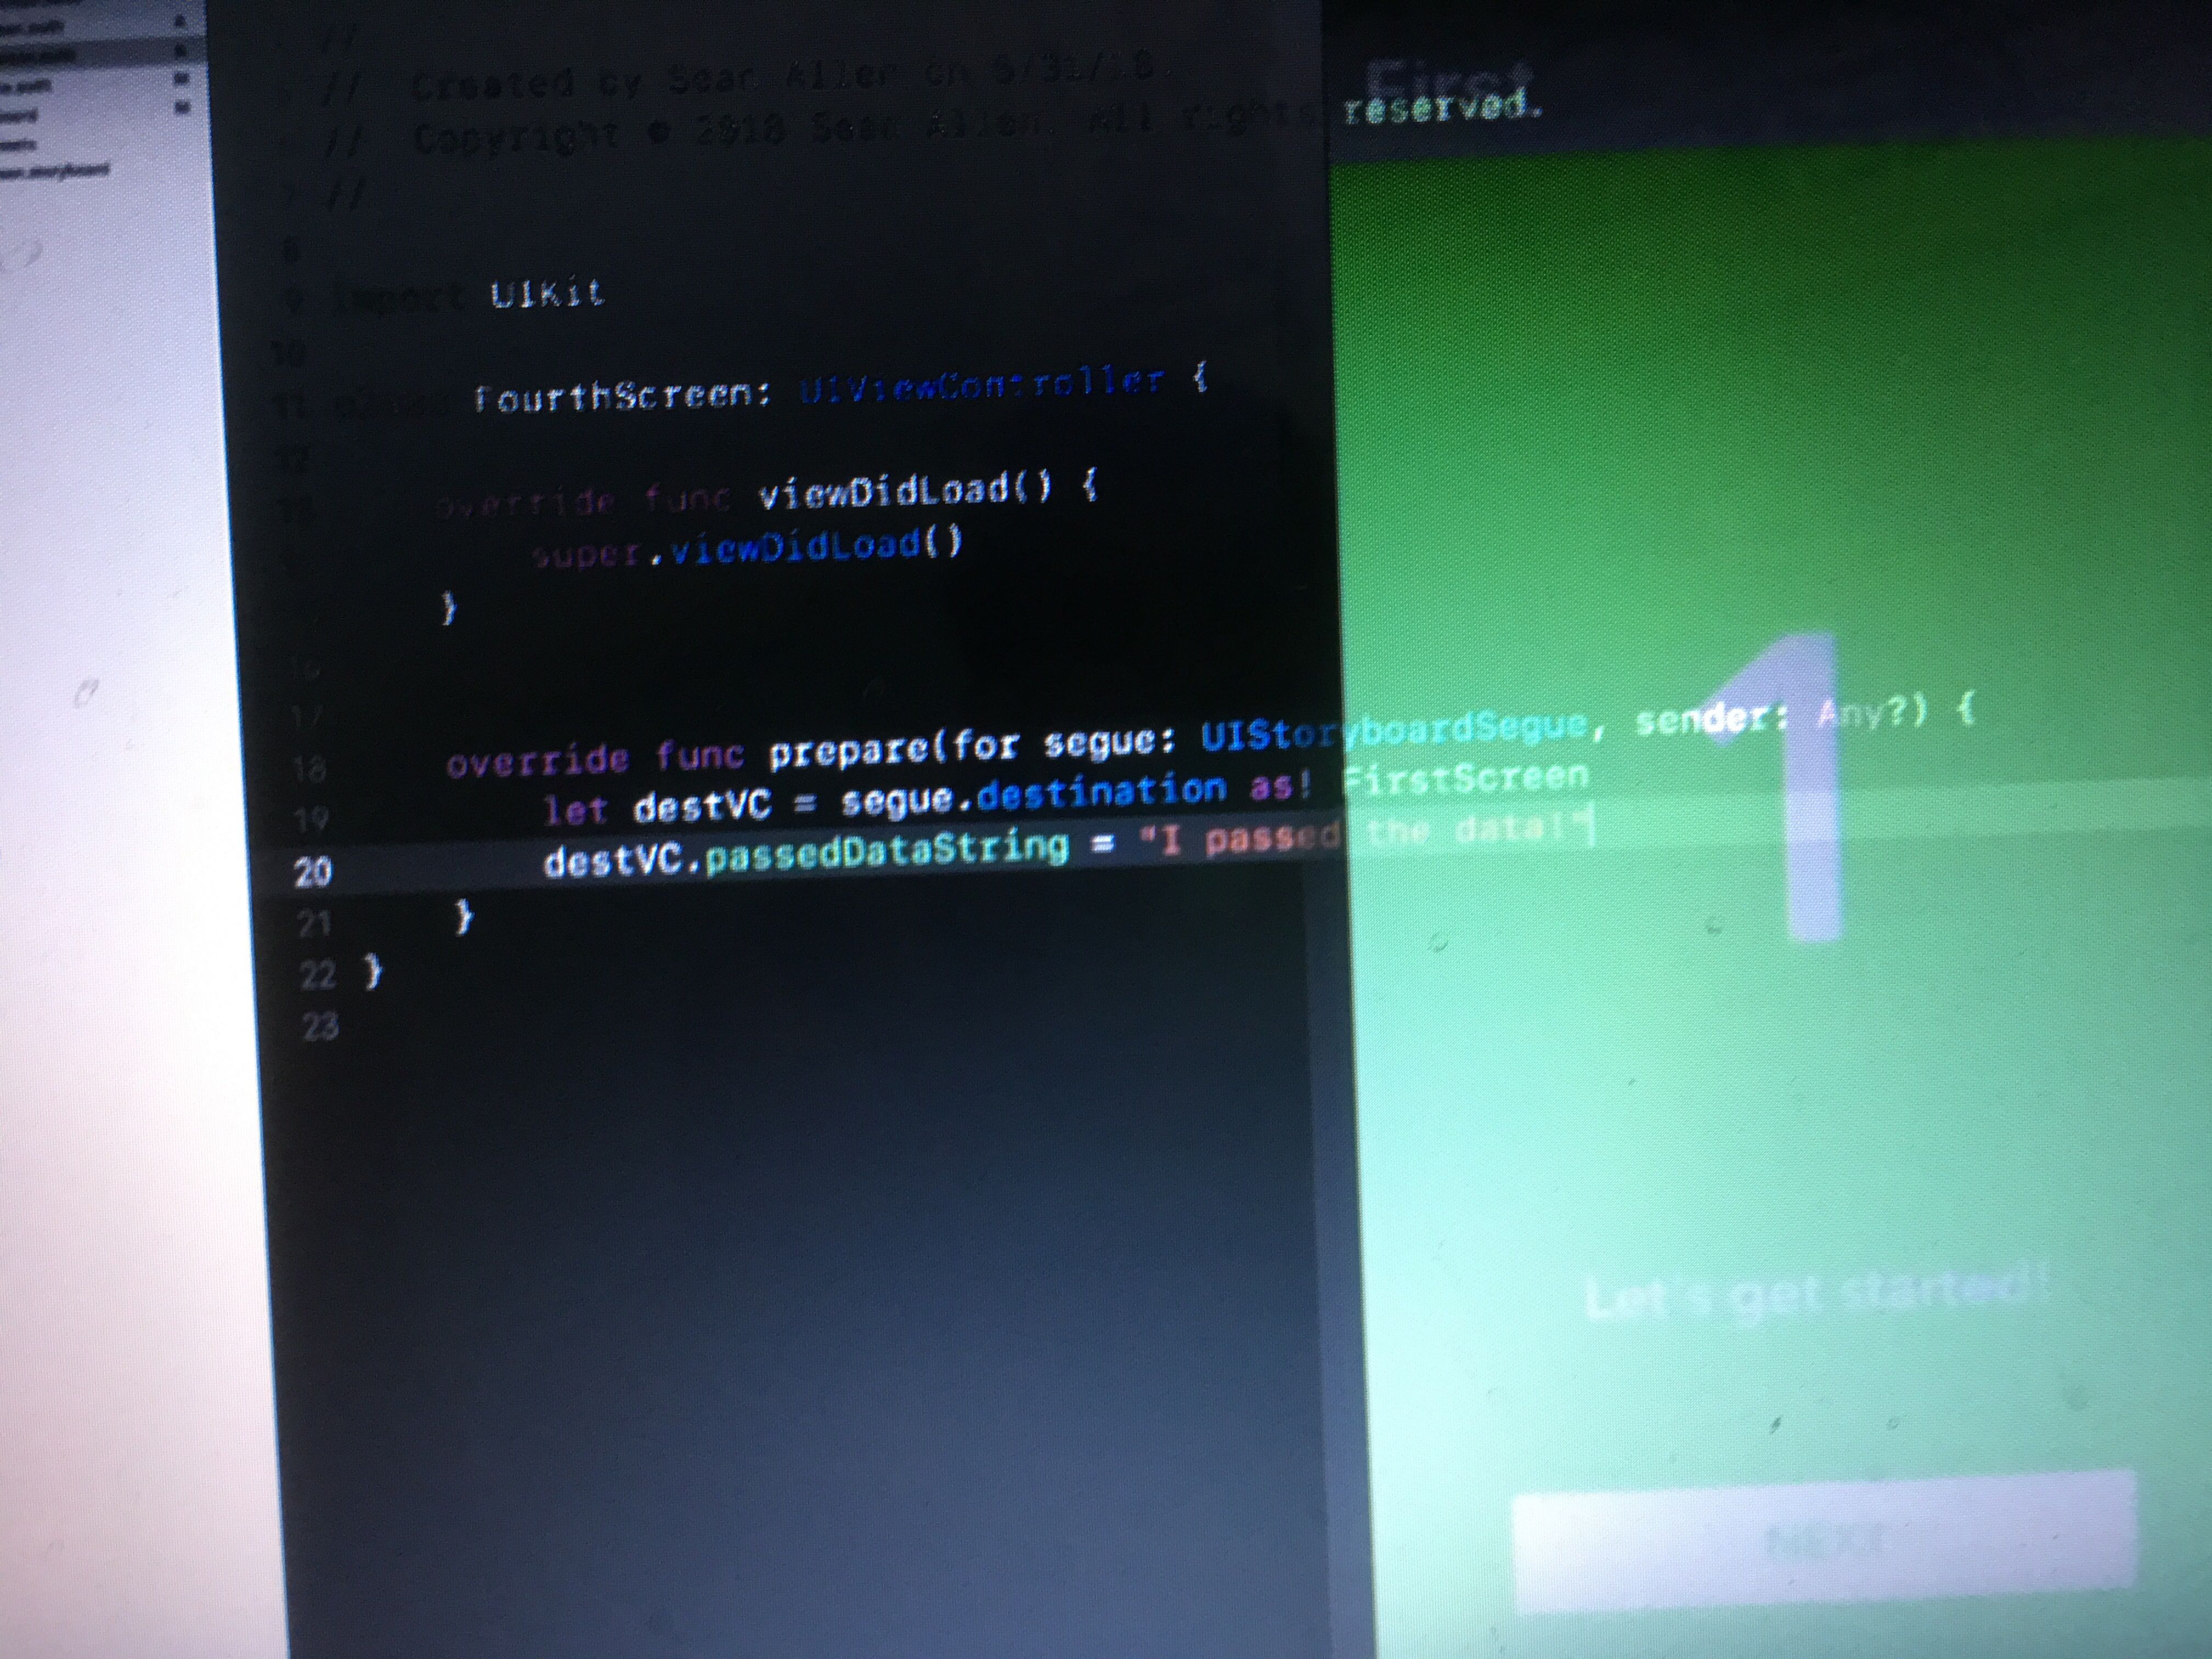 //
// Created by Sean Allen on 5/31/18.
// Copyright © 2018 Sean Allen. All rights reserved.
First
//
8
9 import UIKit
10
11 class FourthScreen: UIViewController {
12
13 override func viewDidLoad() {
super.viewDidLoad()
}
16
17
18 override func prepare(for segue: UIStoryboardSegue, sender: Any?) {
19 let destVC = segue.destination as! FirstScreen
20 destVC.passedDataString = "I passed the data!"
21 }
22 }
23
1
Let's get started!
NEXT